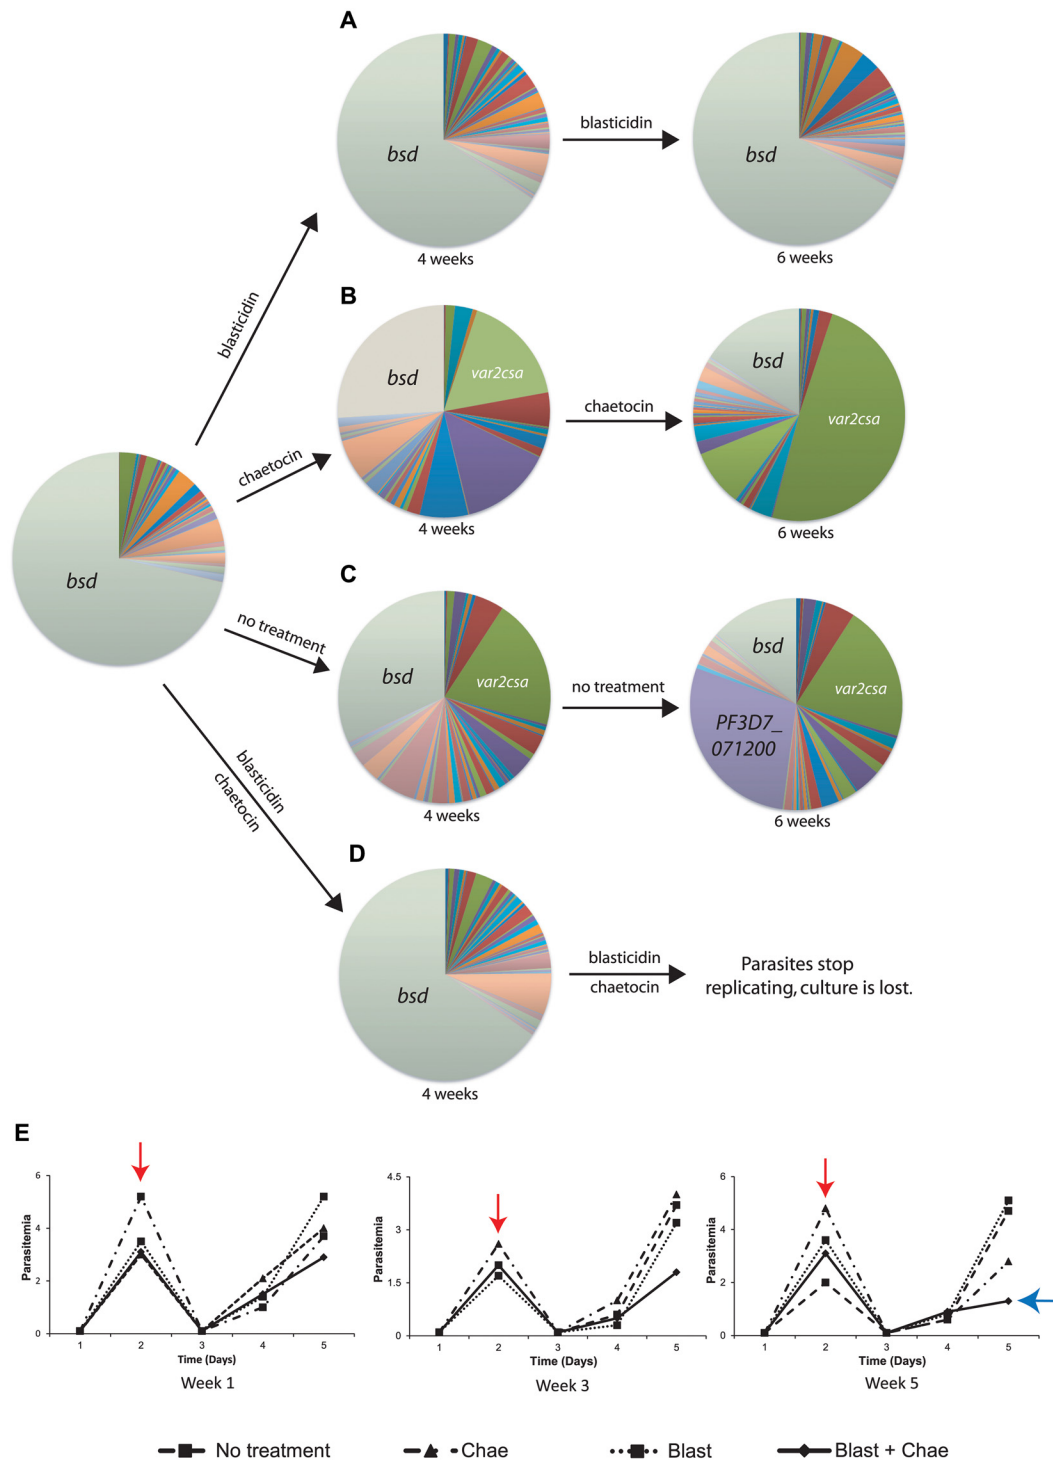 A
bsd
4 weeks
blasticidin
bsd
6 weeks
blasticidin
B
bsd
var2csa
4 weeks
chaetocin
bsd
var2csa
6 weeks
chaetocin
bsd
no treatment
C
bsd
var2csa
4 weeks
no treatment
bsd
var2csa
PF3D7_
071200
6 weeks
blasticidin
chaetocin
D
bsd
4 weeks
blasticidin
chaetocin
Parasites stop
replicating, culture is lost.
E
Parasitemia
6
4
2
0
1 2 3 4 5
Time (Days)
Week 1
Parasitemia
4.5
3
1.5
0
1 2 3 4 5
Time (Days)
Week 3
Parasitemia
6
4
2
0
1 2 3 4 5
Time (Days)
Week 5
No treatment
Chae
Blast
Blast + Chae